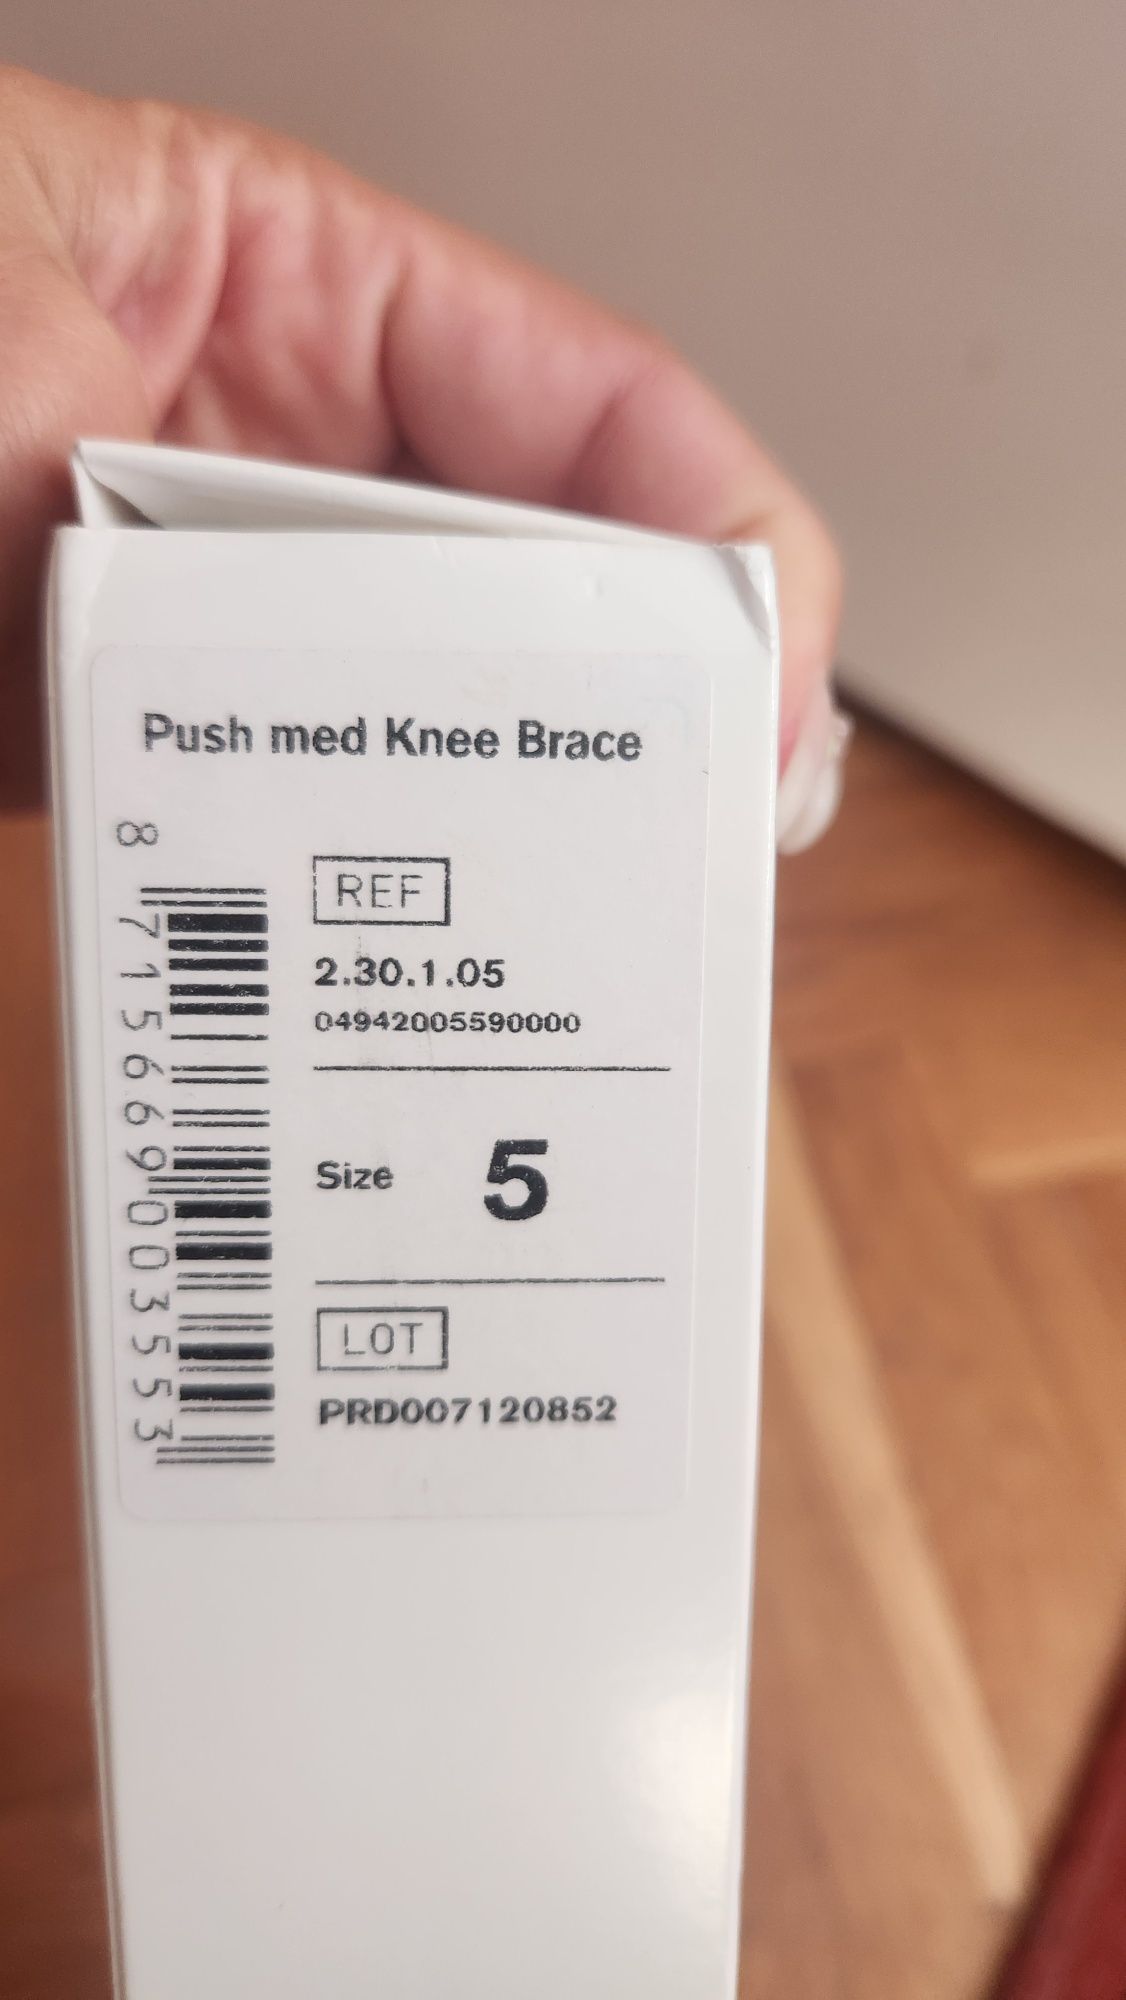 Push med Knee Brace
8 715669 003553
REF
2.30.1.05
04942005590000
Size 5
LOT
PRD007120852